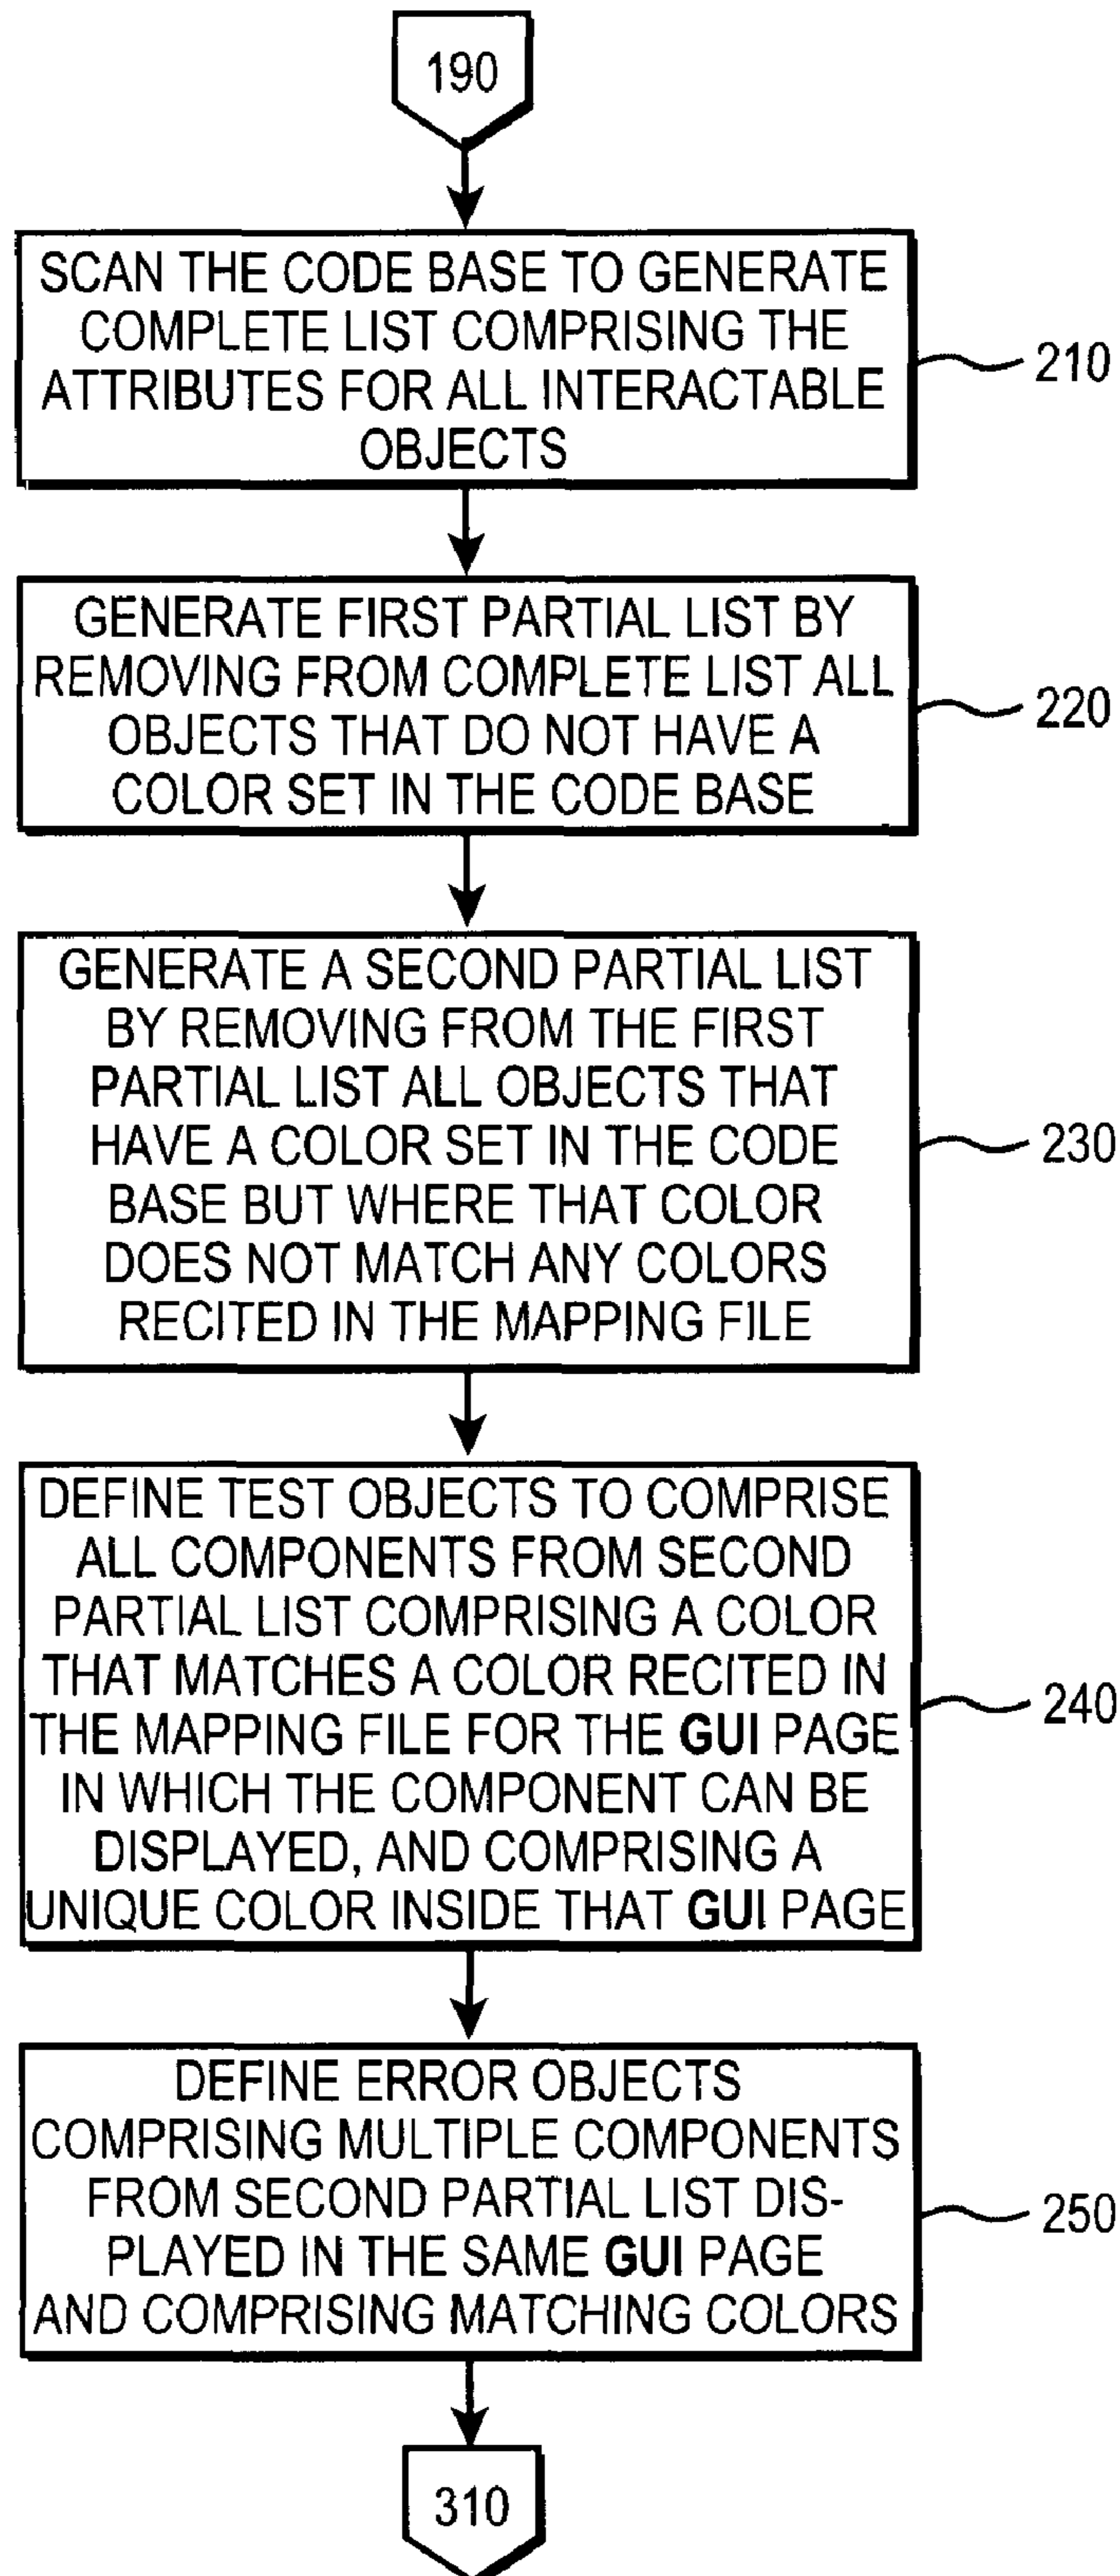 190
SCAN THE CODE BASE TO GENERATE
COMPLETE LIST COMPRISING THE
ATTRIBUTES FOR ALL INTERACTABLE
OBJECTS
210
GENERATE FIRST PARTIAL LIST BY
REMOVING FROM COMPLETE LIST ALL
OBJECTS THAT DO NOT HAVE A
COLOR SET IN THE CODE BASE
220
GENERATE A SECOND PARTIAL LIST
BY REMOVING FROM THE FIRST
PARTIAL LIST ALL OBJECTS THAT
HAVE A COLOR SET IN THE CODE
BASE BUT WHERE THAT COLOR
DOES NOT MATCH ANY COLORS
RECITED IN THE MAPPING FILE
230
DEFINE TEST OBJECTS TO COMPRISE
ALL COMPONENTS FROM SECOND
PARTIAL LIST COMPRISING A COLOR
THAT MATCHES A COLOR RECITED IN
THE MAPPING FILE FOR THE GUI PAGE
IN WHICH THE COMPONENT CAN BE
DISPLAYED, AND COMPRISING A
UNIQUE COLOR INSIDE THAT GUI PAGE
240
DEFINE ERROR OBJECTS
COMPRISING MULTIPLE COMPONENTS
FROM SECOND PARTIAL LIST DIS-
PLAYED IN THE SAME GUI PAGE
AND COMPRISING MATCHING COLORS
250
310